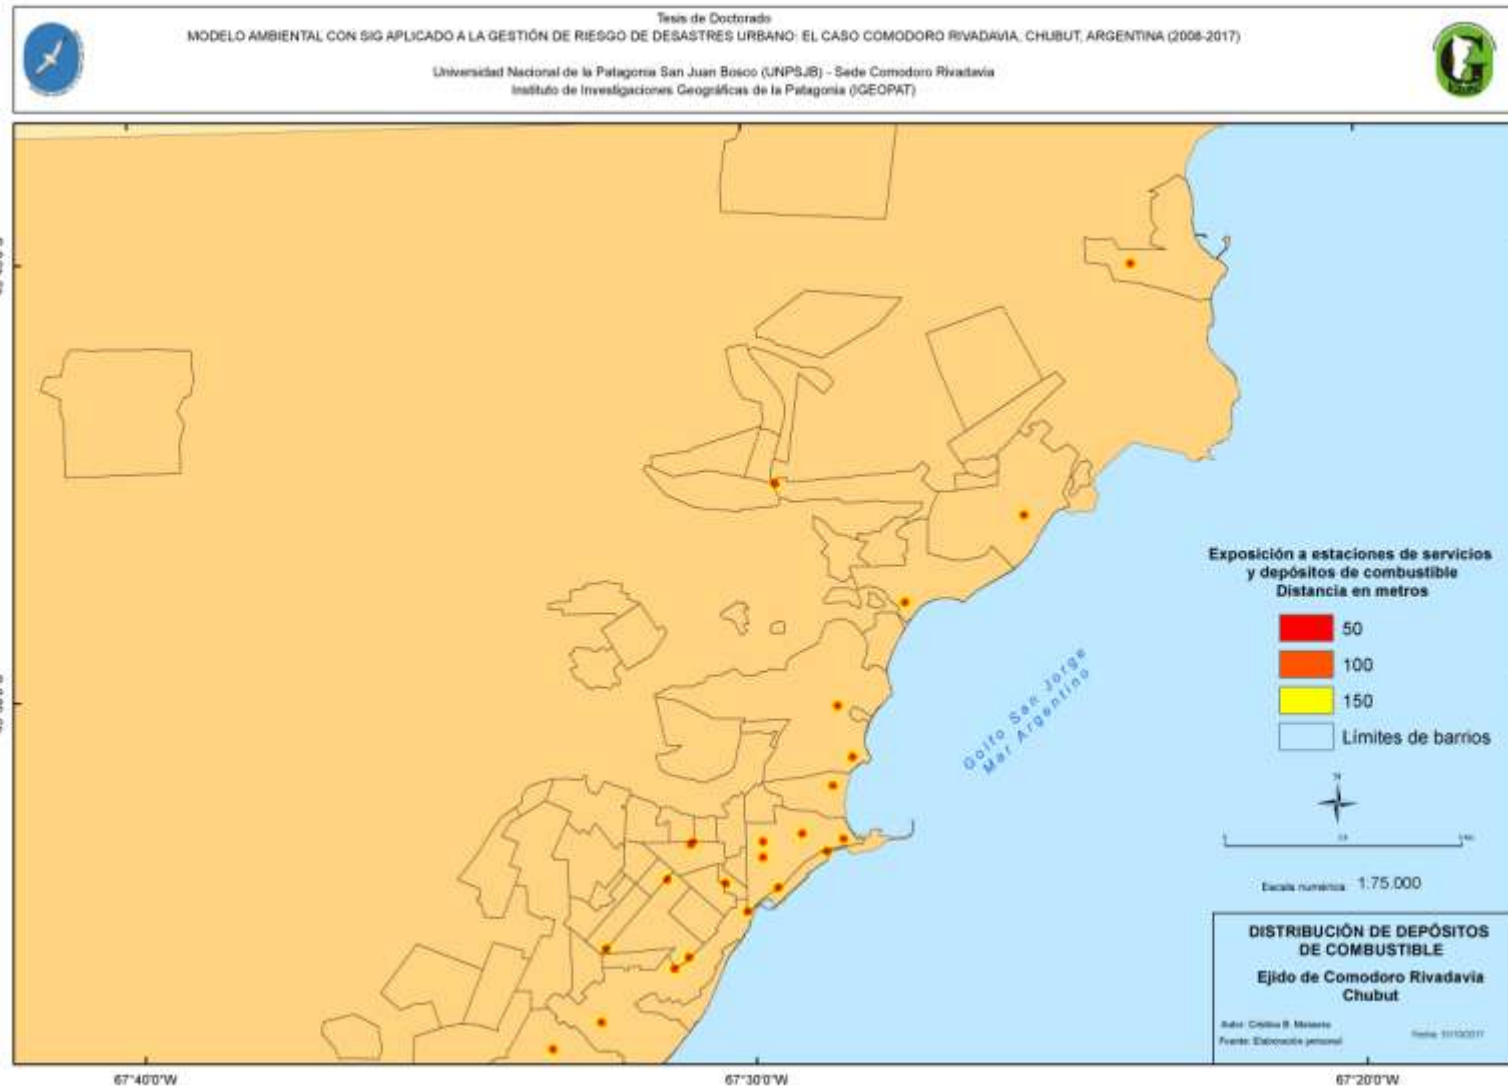 Tesis de Doctorado
MODELO AMBIENTAL CON SIG APLICADO A LA GESTIÓN DE RIESGO DE DESASTRES URBANO: EL CASO COMODORO RIVADAVIA, CHUBUT, ARGENTINA (2008-2017)
Universidad Nacional de la Patagonia San Juan Bosco (UNPSJB) - Sede Comodoro Rivadavia
Instituto de Investigaciones Geográficas de la Patagonia (IGEOPAT)
Exposición a estaciones de servicios
y depósitos de combustible
Distancia en metros
50
100
150
Límites de barrios
Golfo San Jorge
Mar Argentino
N
Escala numérica 1:75.000
DISTRIBUCIÓN DE DEPÓSITOS
DE COMBUSTIBLE
Ejido de Comodoro Rivadavia
Chubut
Autor: Cristina B.
Fuente: Elaboración personal
Fecha:
67°40'0"W
67°30'0"W
67°20'0"W